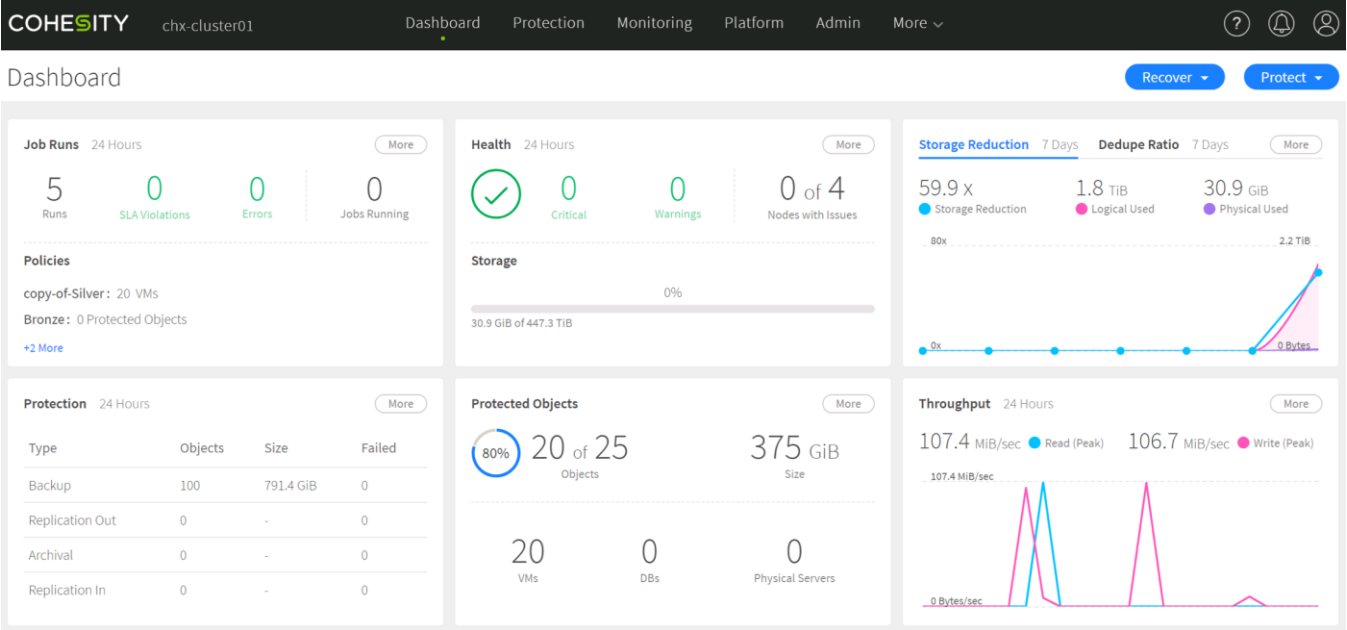 COHESITY chx-cluster01 Dashboard Protection Monitoring Platform Admin More ?
Dashboard Recover Protect
Job Runs 24 Hours More
5 0 0 0
Runs SLA Violations Errors Jobs Running
Policies
copy-of-Silver: 20 VMs
Bronze: 0 Protected Objects
+2 More
Health 24 Hours More
0 0 0 of 4
Critical Warnings Nodes with Issues
Storage
0%
30.9 GiB of 447.3 TiB
Storage Reduction 7 Days Dedupe Ratio 7 Days More
59.9 X 1.8 TiB 30.9 GiB
Storage Reduction Logical Used Physical Used
80x 2.2 TiB
0x 0 Bytes
Protection 24 Hours More
Type Objects Size Failed
Backup 100 791.4 GiB 0
Replication Out 0 - 0
Archival 0 - 0
Replication In 0 - 0
Protected Objects More
80% 20 of 25 375 GiB
Objects Size
20 0 0
VMs DBs Physical Servers
Throughput 24 Hours More
107.4 MiB/sec Read (Peak) 106.7 MiB/sec Write (Peak)
107.4 MiB/sec
0 Bytes/sec